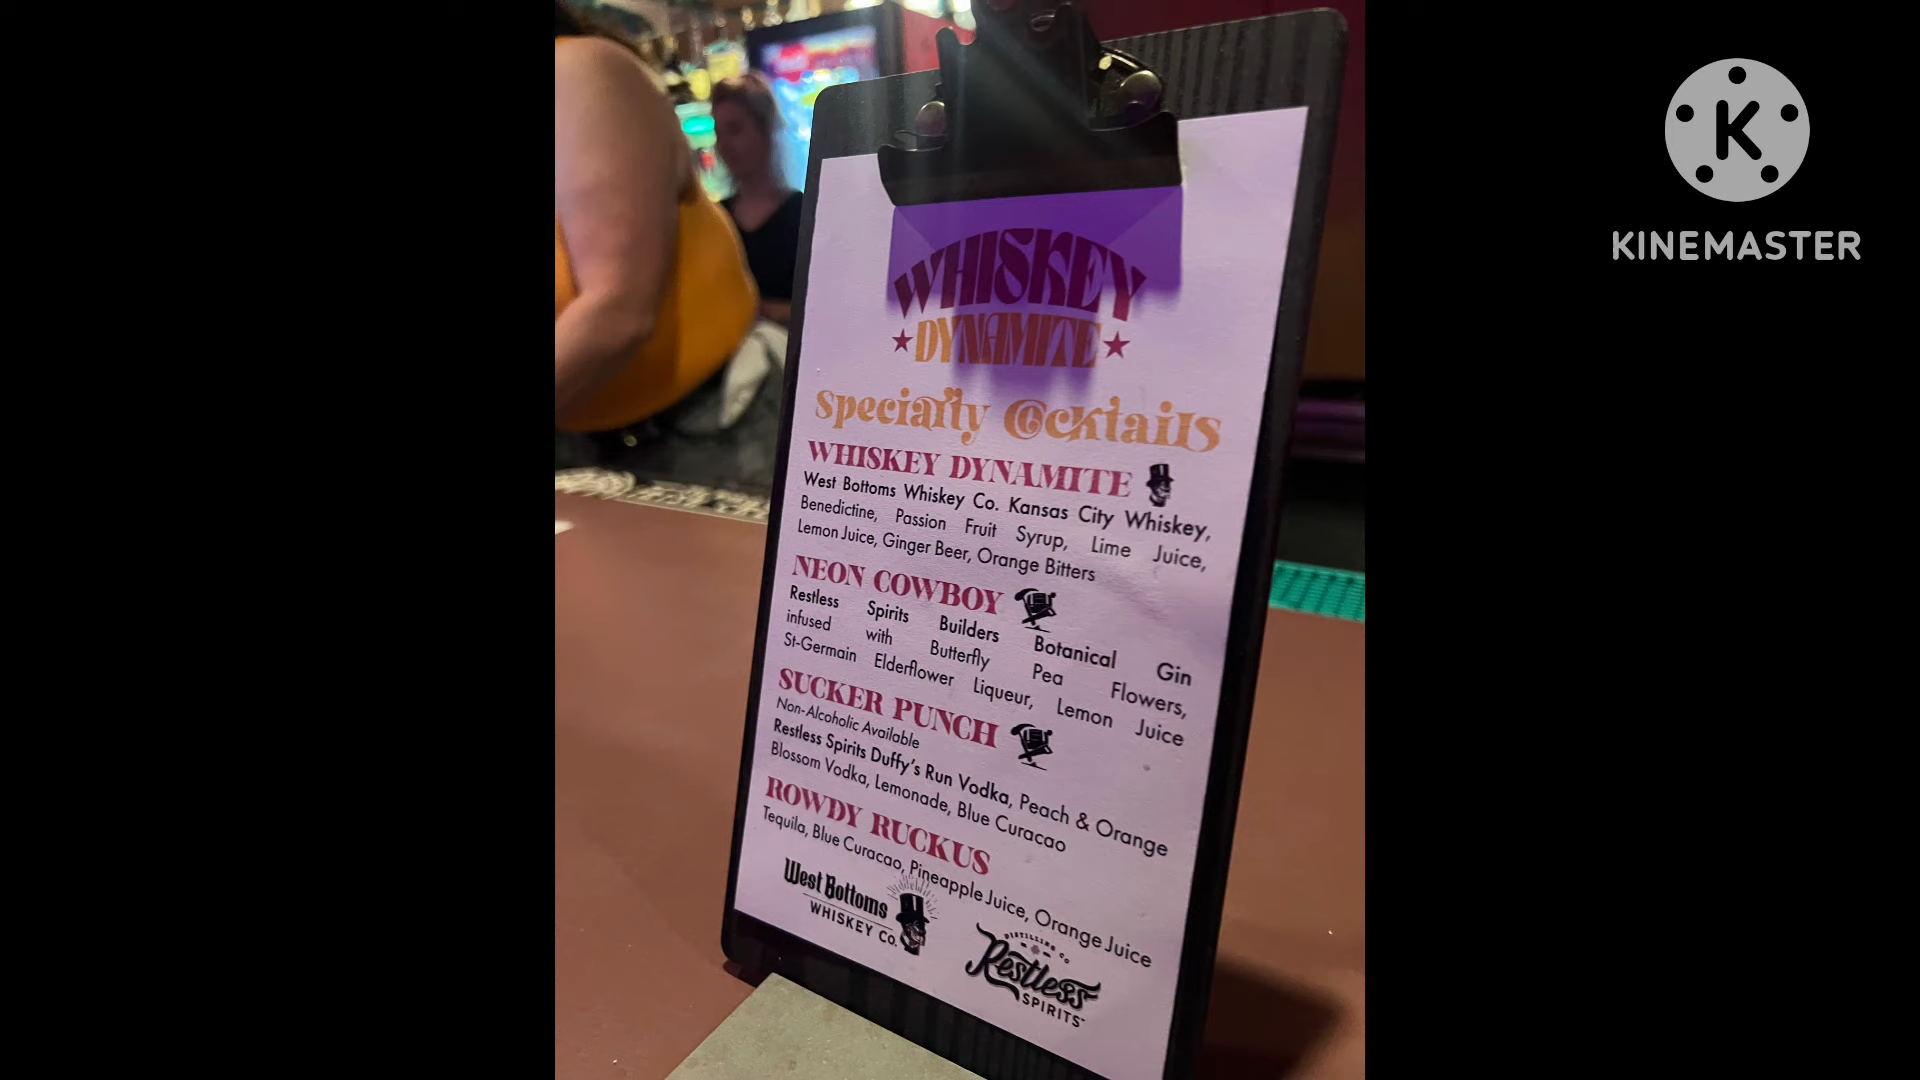 WHISKEY
DYNAMITE
Specialty Cocktails
WHISKEY DYNAMITE
West Bottoms Whiskey Co. Kansas City Whiskey,
Benedictine, Passion Fruit Syrup, Lime Juice,
Lemon Juice, Ginger Beer, Orange Bitters
NEON COWBOY
Restless Spirits Builders Botanical Gin
infused with Butterfly Pea Flowers,
St-Germain Elderflower Liqueur, Lemon Juice
SUCKER PUNCH
Non-Alcoholic Available
Restless Spirits Duffy's Run Vodka, Peach & Orange
Blossom Vodka, Lemonade, Blue Curacao
ROWDY RUCKUS
Tequila, Blue Curacao, Pineapple Juice, Orange Juice
West Bottoms
WHISKEY Co.
DISTILLING CO
Restless
SPIRITS™
K
KINEMASTER